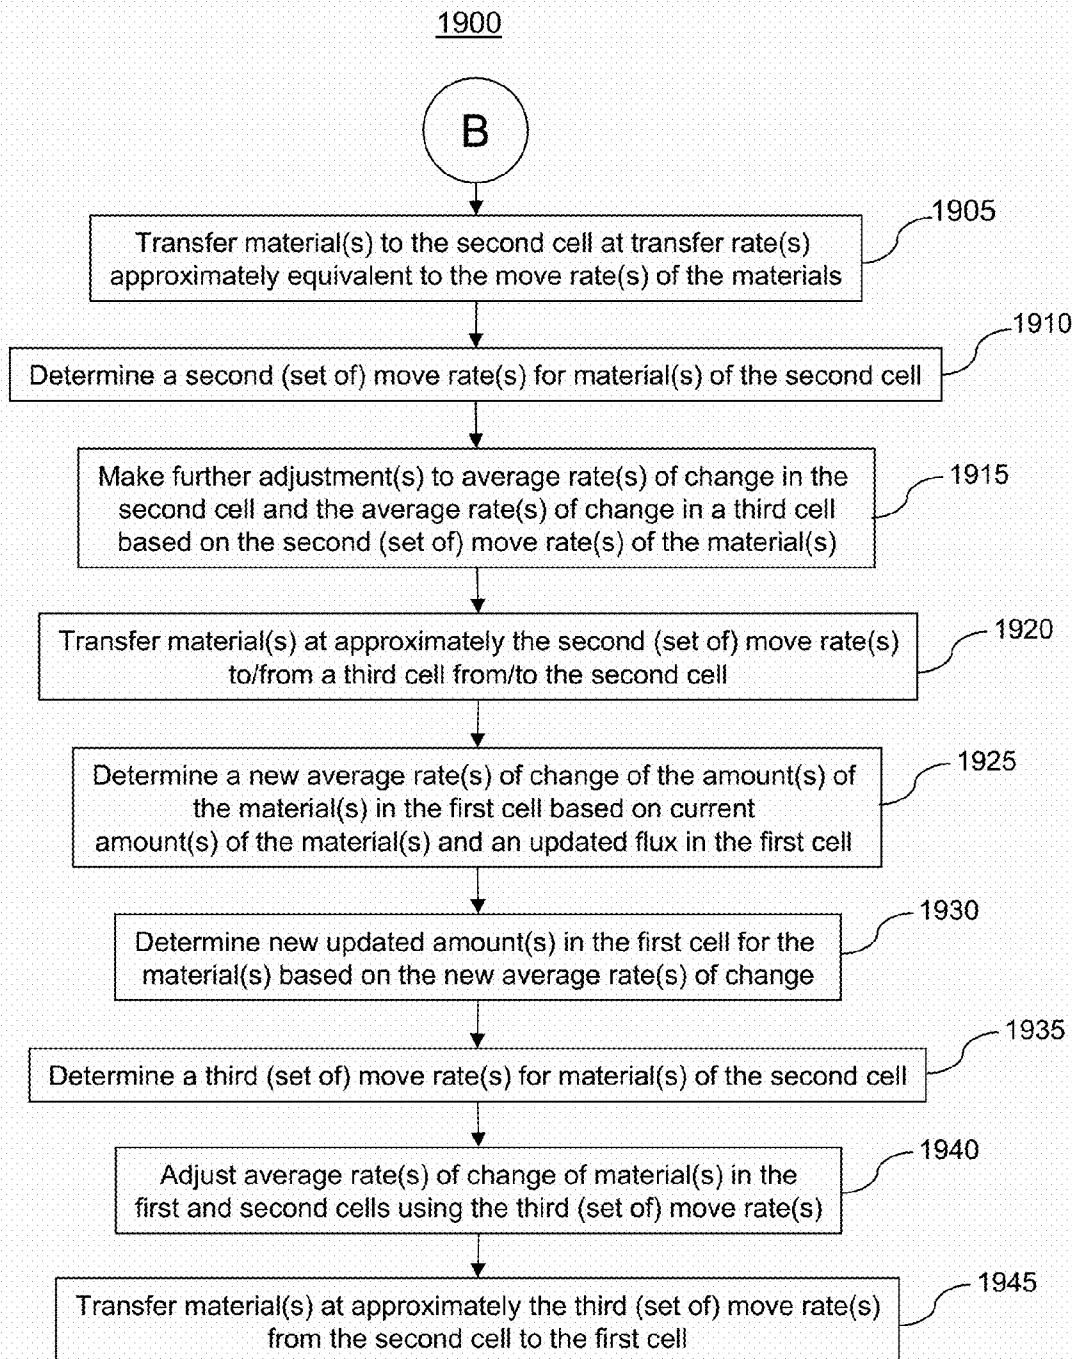 1900
B
1905
Transfer material(s) to the second cell at transfer rate(s)
approximately equivalent to the move rate(s) of the materials
1910
Determine a second (set of) move rate(s) for material(s) of the second cell
1915
Make further adjustment(s) to average rate(s) of change in the
second cell and the average rate(s) of change in a third cell
based on the second (set of) move rate(s) of the material(s)
1920
Transfer material(s) at approximately the second (set of) move rate(s)
to/from a third cell from/to the second cell
1925
Determine a new average rate(s) of change of the amount(s) of
the material(s) in the first cell based on current
amount(s) of the material(s) and an updated flux in the first cell
1930
Determine new updated amount(s) in the first cell for the
material(s) based on the new average rate(s) of change
1935
Determine a third (set of) move rate(s) for material(s) of the second cell
1940
Adjust average rate(s) of change of material(s) in the
first and second cells using the third (set of) move rate(s)
1945
Transfer material(s) at approximately the third (set of) move rate(s)
from the second cell to the first cell